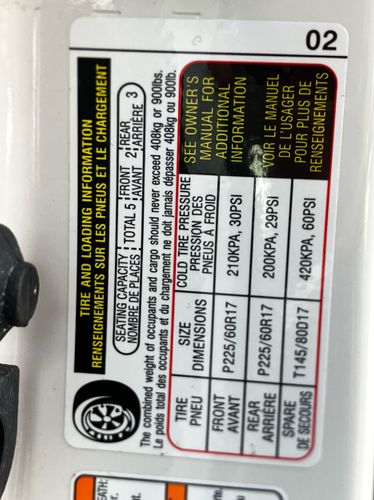 02
TIRE AND LOADING INFORMATION
RENSEIGNEMENTS SUR LES PNEUS ET LE CHARGEMENT
SEATING CAPACITY TOTAL 5 FRONT 2 REAR 3
NOMBRE DE PLACES AVANT ARRIÈRE
The combined weight of occupants and cargo should never exceed 408kg or 900lbs.
Le poids total des occupants et du chargement ne doit jamais dépasser 408kg ou 900lb.
TIRE SIZE COLD TIRE PRESSURE
PNEU DIMENSIONS PRESSION DES
PNEUS À FROID
FRONT P225/60R17 210KPA, 30PSI
AVANT
REAR P225/60R17 200KPA, 29PSI
ARRIÈRE
SPARE T145/80D17 420KPA, 60PSI
DE SECOURS
SEE OWNER'S
MANUAL FOR
ADDITIONAL
INFORMATION
VOIR LE MANUEL
DE L'USAGER
POUR PLUS DE
RENSEIGNEMENTS